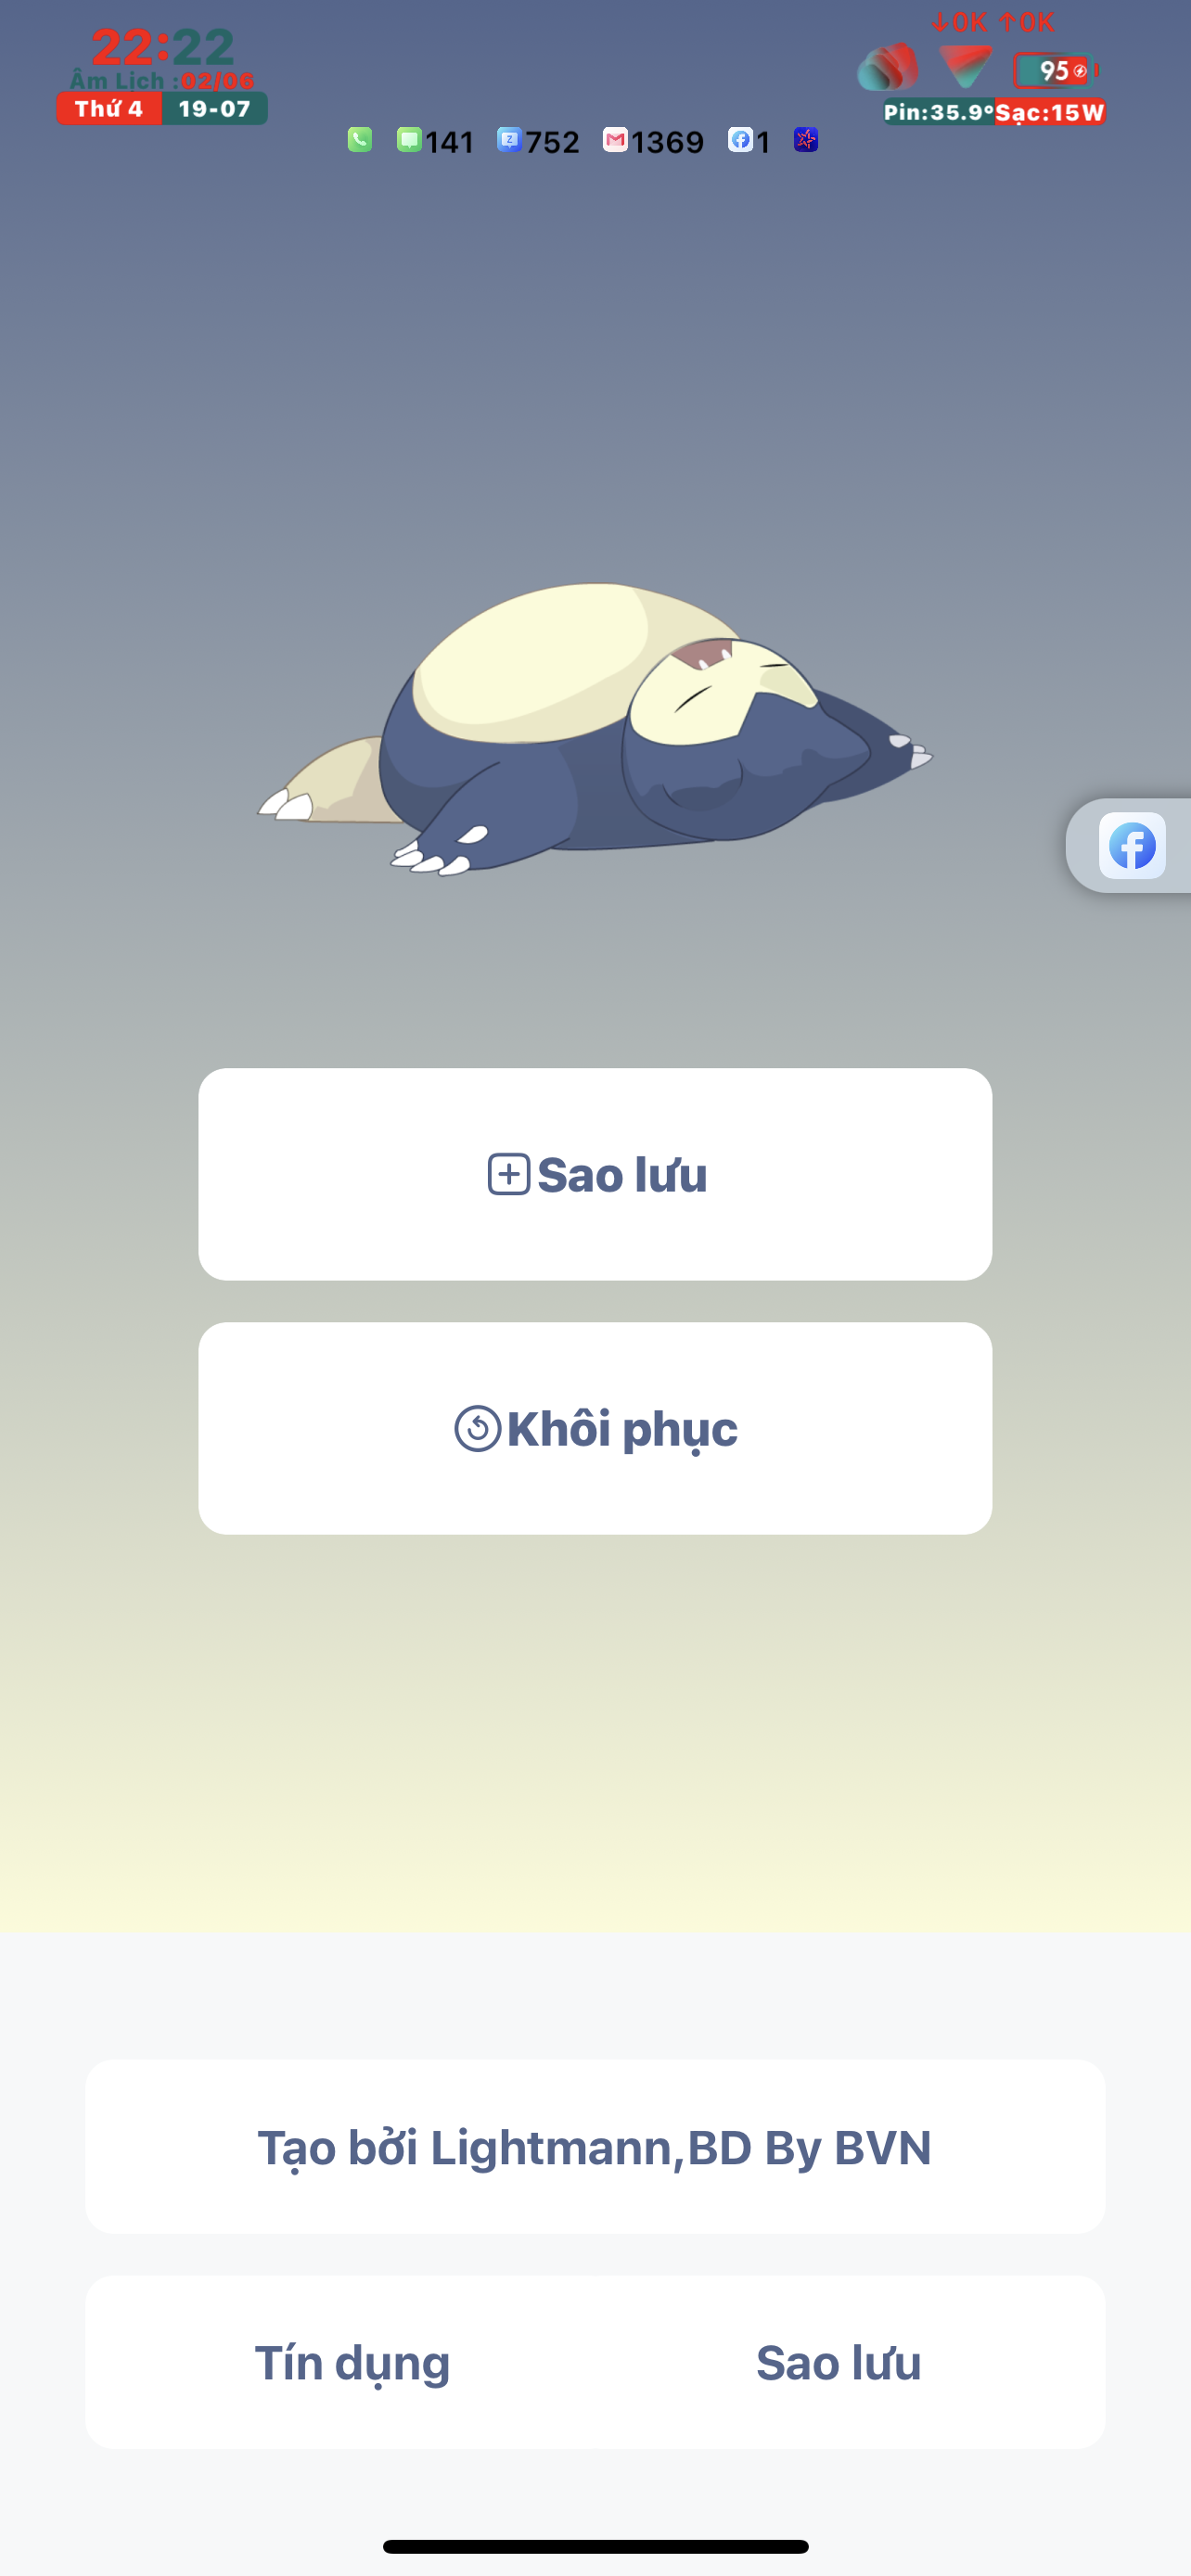 22:22
Âm Lịch :02/06
Thứ 4 19-07
↓0K ↑0K
95
Pin:35.9° Sạc:15W
141 Z 752 1369 1
Sao lưu
Khôi phục
Tạo bởi Lightmann,BD By BVN
Tín dụng Sao lưu